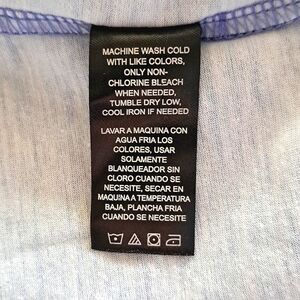 MACHINE WASH COLD
WITH LIKE COLORS,
ONLY NON-
CHLORINE BLEACH
WHEN NEEDED,
TUMBLE DRY LOW,
COOL IRON IF NEEDED
LAVAR A MAQUINA CON
AGUA FRIA LOS
COLORES, USAR
SOLAMENTE
BLANQUEADOR SIN
CLORO CUANDO SE
NECESITE, SECAR EN
MAQUINA A TEMPERATURA
BAJA, PLANCHA FRIA
CUANDO SE NECESITE